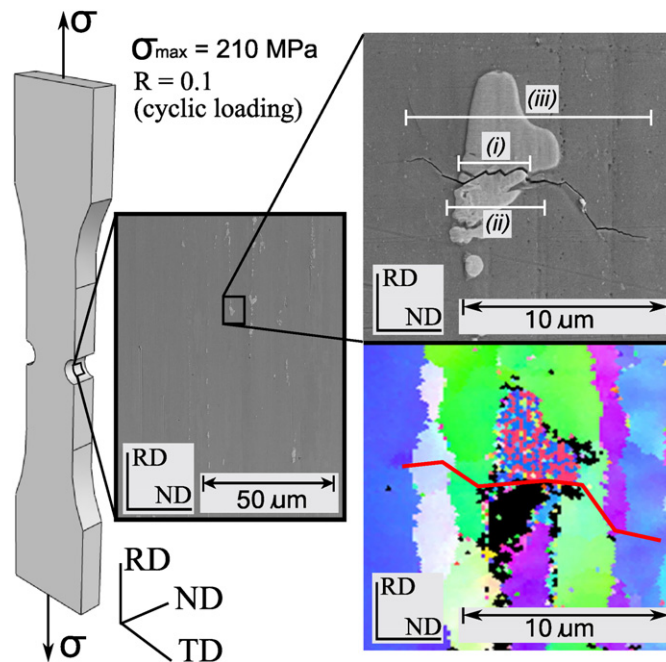 σ
σmax = 210 MPa
R = 0.1
(cyclic loading)
(iii)
(i)
(ii)
RD
ND
10 µm
RD
ND
50 µm
RD
ND
10 µm
RD
ND
TD
σ